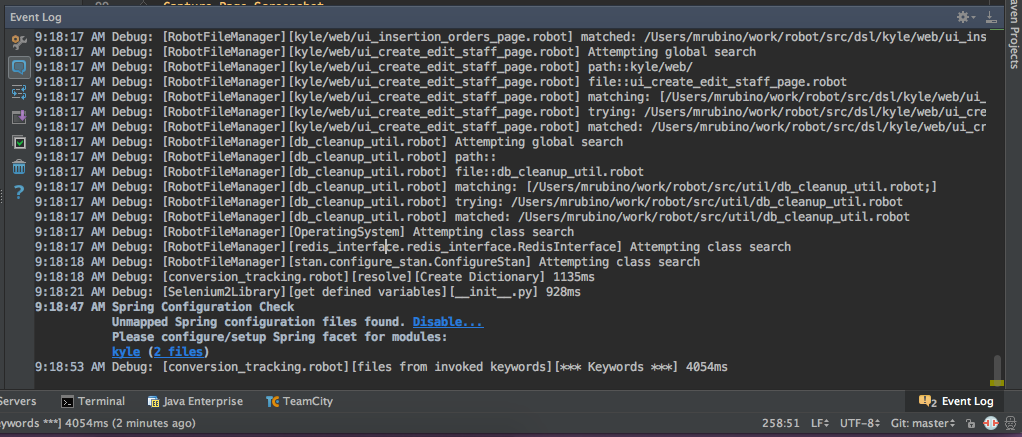 Capture Page Screenshot
Event Log
9:18:17 AM Debug: [RobotFileManager][kyle/web/ui_insertion_orders_page.robot] matched: /Users/mrubino/work/robot/src/dsl/kyle/web/ui_ins
9:18:17 AM Debug: [RobotFileManager][kyle/web/ui_create_edit_staff_page.robot] Attempting global search
9:18:17 AM Debug: [RobotFileManager][kyle/web/ui_create_edit_staff_page.robot] path::kyle/web/
9:18:17 AM Debug: [RobotFileManager][kyle/web/ui_create_edit_staff_page.robot] file::ui_create_edit_staff_page.robot
9:18:17 AM Debug: [RobotFileManager][kyle/web/ui_create_edit_staff_page.robot] matching: [/Users/mrubino/work/robot/src/dsl/kyle/web/ui_
9:18:17 AM Debug: [RobotFileManager][kyle/web/ui_create_edit_staff_page.robot] trying: /Users/mrubino/work/robot/src/dsl/kyle/web/ui_cre
9:18:17 AM Debug: [RobotFileManager][kyle/web/ui_create_edit_staff_page.robot] matched: /Users/mrubino/work/robot/src/dsl/kyle/web/ui_cr
9:18:17 AM Debug: [RobotFileManager][db_cleanup_util.robot] Attempting global search
9:18:17 AM Debug: [RobotFileManager][db_cleanup_util.robot] path::
9:18:17 AM Debug: [RobotFileManager][db_cleanup_util.robot] file::db_cleanup_util.robot
9:18:17 AM Debug: [RobotFileManager][db_cleanup_util.robot] matching: [/Users/mrubino/work/robot/src/util/db_cleanup_util.robot;]
9:18:17 AM Debug: [RobotFileManager][db_cleanup_util.robot] trying: /Users/mrubino/work/robot/src/util/db_cleanup_util.robot
9:18:17 AM Debug: [RobotFileManager][db_cleanup_util.robot] matched: /Users/mrubino/work/robot/src/util/db_cleanup_util.robot
9:18:17 AM Debug: [RobotFileManager][OperatingSystem] Attempting class search
9:18:17 AM Debug: [RobotFileManager][redis_interface.redis_interface.RedisInterface] Attempting class search
9:18:18 AM Debug: [RobotFileManager][stan.configure_stan.ConfigureStan] Attempting class search
9:18:18 AM Debug: [conversion_tracking.robot][resolve][Create Dictionary] 1135ms
9:18:21 AM Debug: [Selenium2Library][get defined variables][__init__.py] 928ms
9:18:47 AM Spring Configuration Check
Unmapped Spring configuration files found. Disable...
Please configure/setup Spring facet for modules:
kyle (2 files)
9:18:53 AM Debug: [conversion_tracking.robot][files from invoked keywords][*** Keywords ***] 4054ms
aven Projects
Servers Terminal Java Enterprise TeamCity 2 Event Log
eywords ***] 4054ms (2 minutes ago) 258:51 LF UTF-8 Git: master